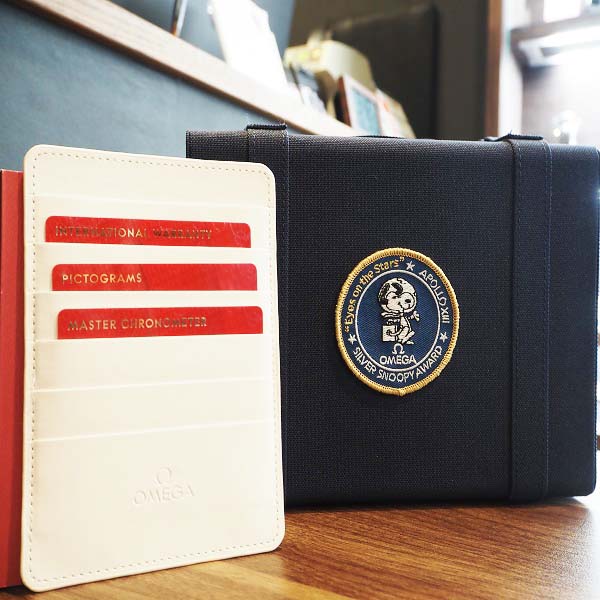 INTERNATIONAL WARRANTY
PICTOGRAMS
MASTER CHRONOMETER
Ω
OMEGA
"Eyes on the Stars" ★ APOLLO XIII
★ SILVER SNOOPY AWARD ★
Ω
OMEGA